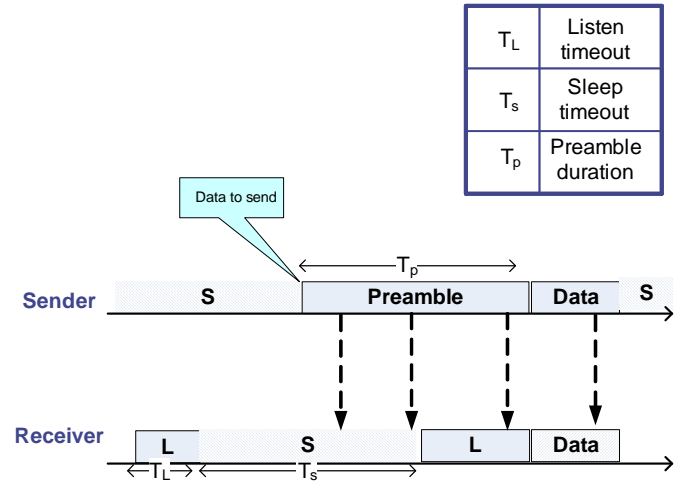 T_L Listen timeout
T_s Sleep timeout
T_p Preamble duration
Data to send
T_p
Sender S Preamble Data S
Receiver L S L Data
T_L T_s